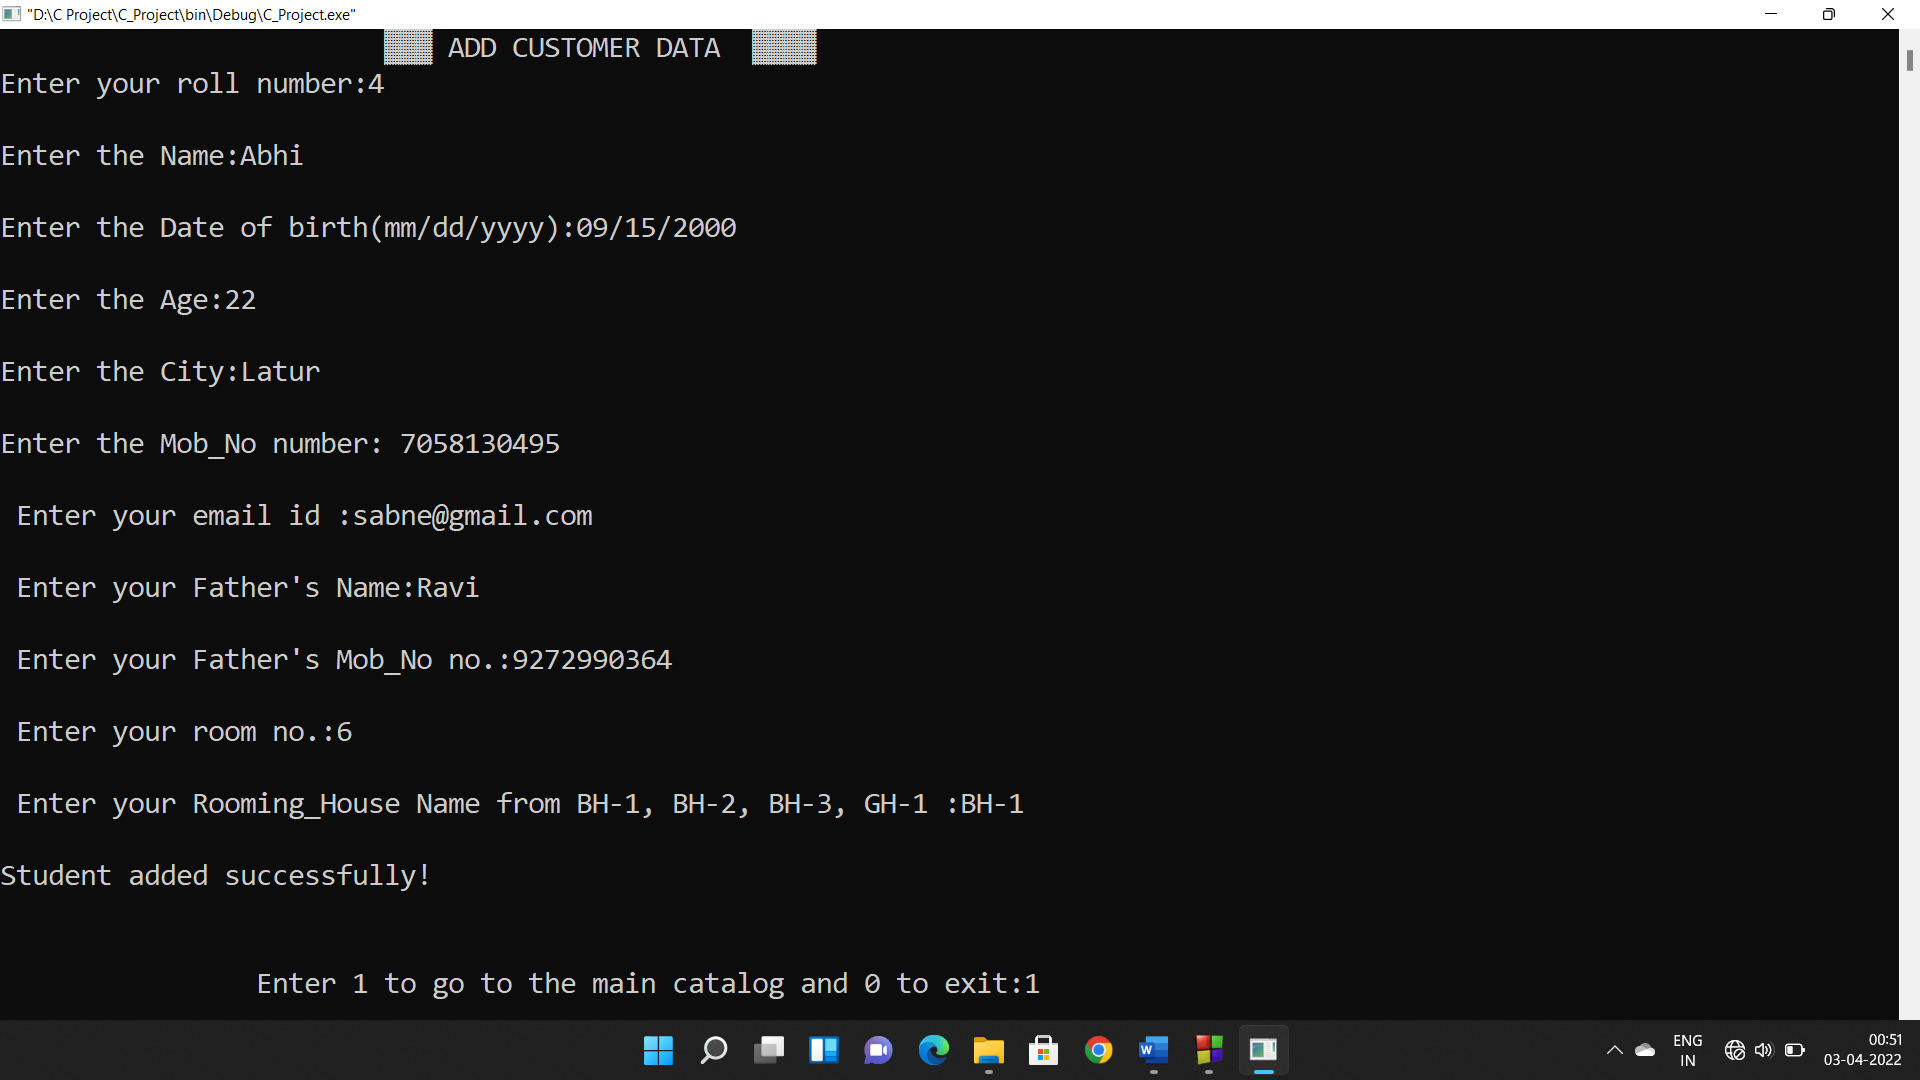 "D:\C Project\C_Project\bin\Debug\C_Project.exe"
▓▓▓ ADD CUSTOMER DATA ▓▓▓▓
Enter your roll number:4
Enter the Name:Abhi
Enter the Date of birth(mm/dd/yyyy):09/15/2000
Enter the Age:22
Enter the City:Latur
Enter the Mob_No number: 7058130495
Enter your email id :sabne@gmail.com
Enter your Father's Name:Ravi
Enter your Father's Mob_No no.:9272990364
Enter your room no.:6
Enter your Rooming_House Name from BH-1, BH-2, BH-3, GH-1 :BH-1
Student added successfully!
Enter 1 to go to the main catalog and 0 to exit:1
ENG
IN
00:51
03-04-2022